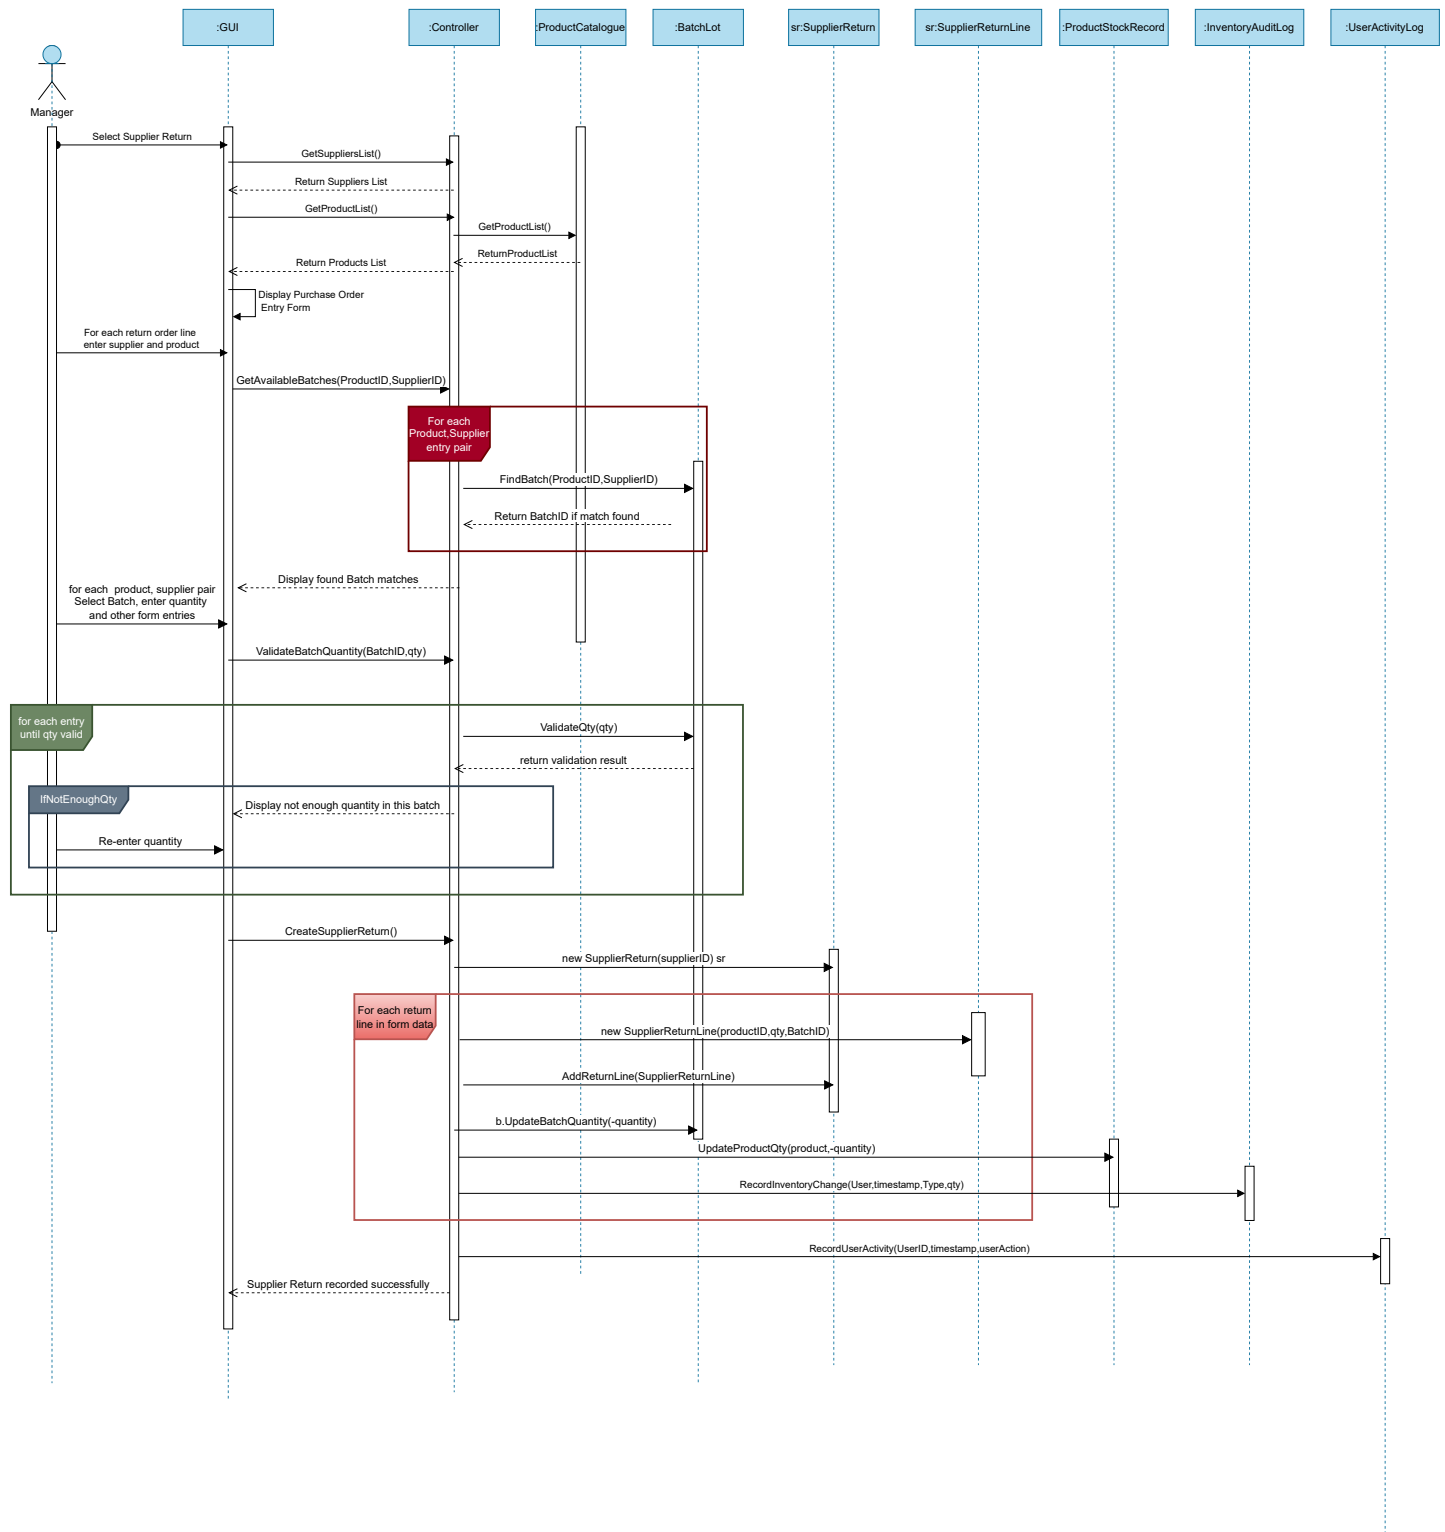 :GUI
:Controller
:ProductCatalogue
:BatchLot
sr:SupplierReturn
sr:SupplierReturnLine
:ProductStockRecord
:InventoryAuditLog
:UserActivityLog
Manager
Select Supplier Return
GetSuppliersList()
Return Suppliers List
GetProductList()
GetProductList()
ReturnProductList
Return Products List
Display Purchase Order
Entry Form
For each return order line
enter supplier and product
GetAvailableBatches(ProductID,SupplierID)
For each
Product,Supplier
entry pair
FindBatch(ProductID,SupplierID)
Return BatchID if match found
Display found Batch matches
for each  product, supplier pair
Select Batch, enter quantity
and other form entries
ValidateBatchQuantity(BatchID,qty)
for each entry
until qty valid
ValidateQty(qty)
return validation result
IfNotEnoughQty
Display not enough quantity in this batch
Re-enter quantity
CreateSupplierReturn()
new SupplierReturn(supplierID) sr
For each return
line in form data
new SupplierReturnLine(productID,qty,BatchID)
AddReturnLine(SupplierReturnLine)
b.UpdateBatchQuantity(-quantity)
UpdateProductQty(product,-quantity)
RecordInventoryChange(User,timestamp,Type,qty)
RecordUserActivity(UserID,timestamp,userAction)
Supplier Return recorded successfully